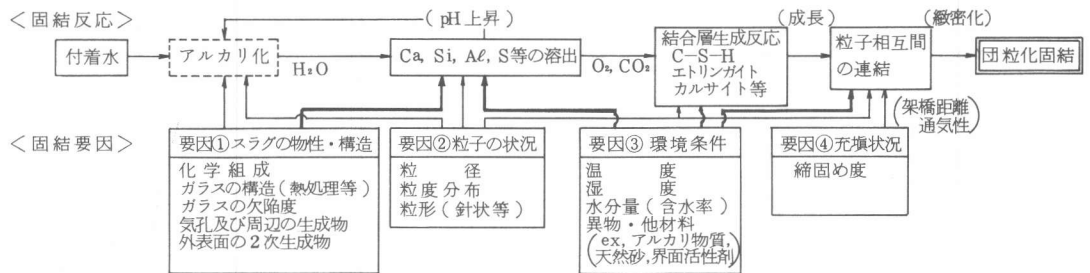 ＜固結反応＞
（pH上昇）
（成長）
（緻密化）
付着水
アルカリ化
H₂O
Ca, Si, Aℓ, S等の溶出
O₂, CO₂
結合層生成反応
C－S－H
エトリンガイト
カルサイト等
粒子相互間
の連結
団粒化固結
（架橋距離
通気性）
＜固結要因＞
要因①スラグの物性・構造
化学組成
ガラスの構造（熱処理等）
ガラスの欠陥度
気孔及び周辺の生成物
外表面の2次生成物
要因②粒子の状況
粒　　径
粒度分布
粒形（針状等）
要因③ 環境条件
温　　　度
湿　　　度
水分量（含水率）
異物・他材料
（ex, アルカリ物質,
天然砂, 界面活性剤）
要因④充填状況
締固め度